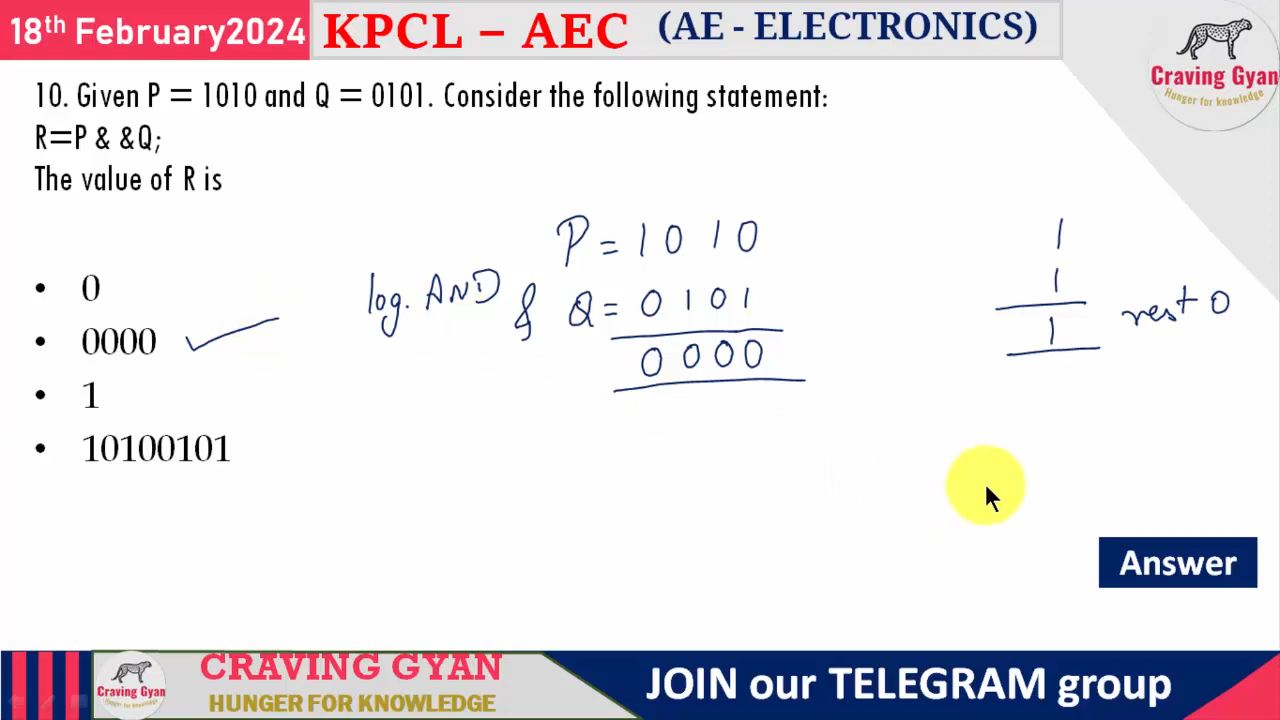 18th February2024
KPCL – AEC
(AE - ELECTRONICS)
Craving Gyan
Hunger for knowledge
10. Given P = 1010 and Q = 0101. Consider the following statement:
R=P & &Q;
The value of R is
• 0
• 0000
• 1
• 10100101
P = 1 0 1 0
log. AND & Q = 0 1 0 1
0 0 0 0
1
1
1 rest 0
Answer
Craving Gyan
CRAVING GYAN
HUNGER FOR KNOWLEDGE
JOIN our TELEGRAM group